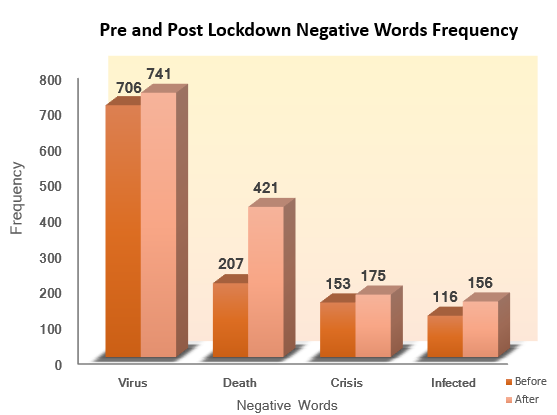 Pre and Post Lockdown Negative Words Frequency
Frequency
800
700
600
500
400
300
200
100
0
706 741
207 421
153 175
116 156
Virus Death Crisis Infected
Negative Words
Before
After